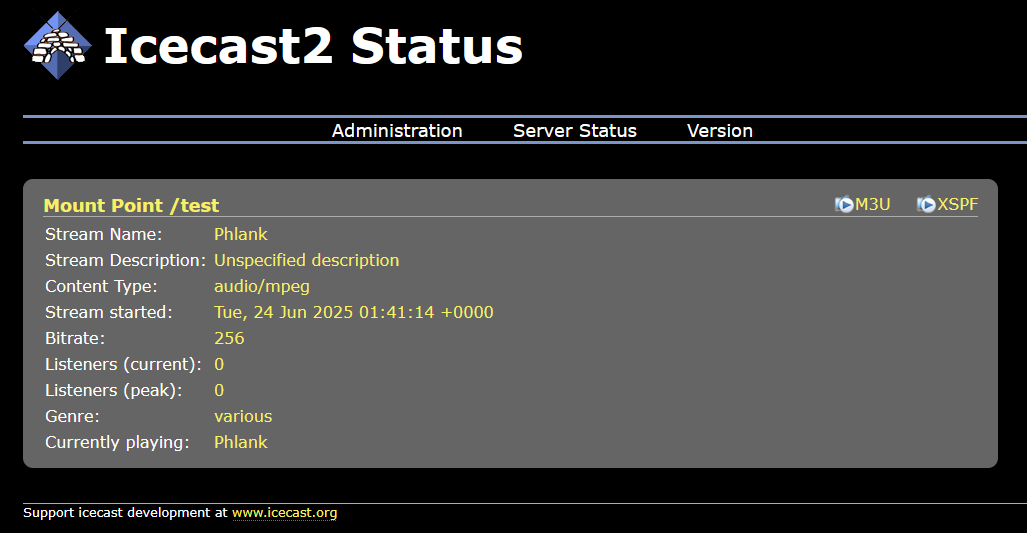 Icecast2 Status
Administration Server Status Version
Mount Point /test M3U XSPF
Stream Name: Phlank
Stream Description: Unspecified description
Content Type: audio/mpeg
Stream started: Tue, 24 Jun 2025 01:41:14 +0000
Bitrate: 256
Listeners (current): 0
Listeners (peak): 0
Genre: various
Currently playing: Phlank
Support icecast development at www.icecast.org